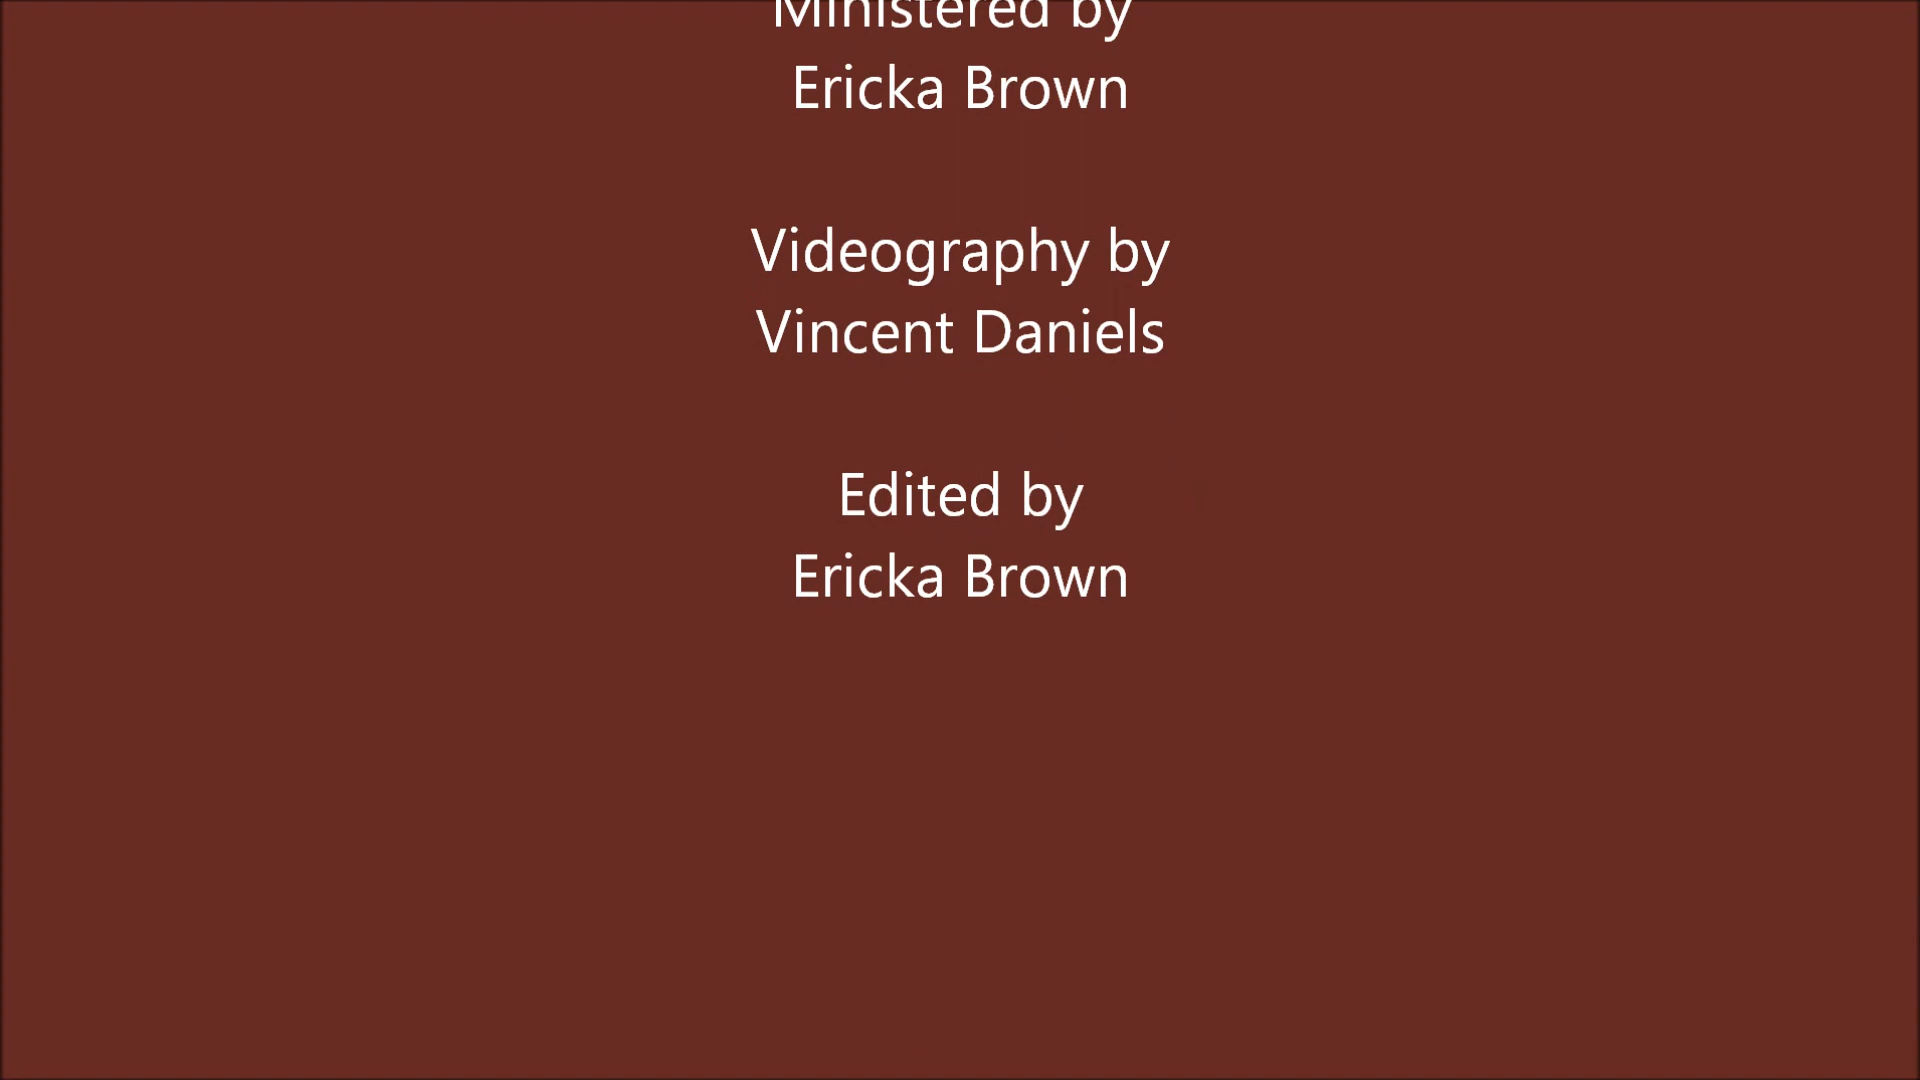 Ministered by
Ericka Brown
Videography by
Vincent Daniels
Edited by
Ericka Brown